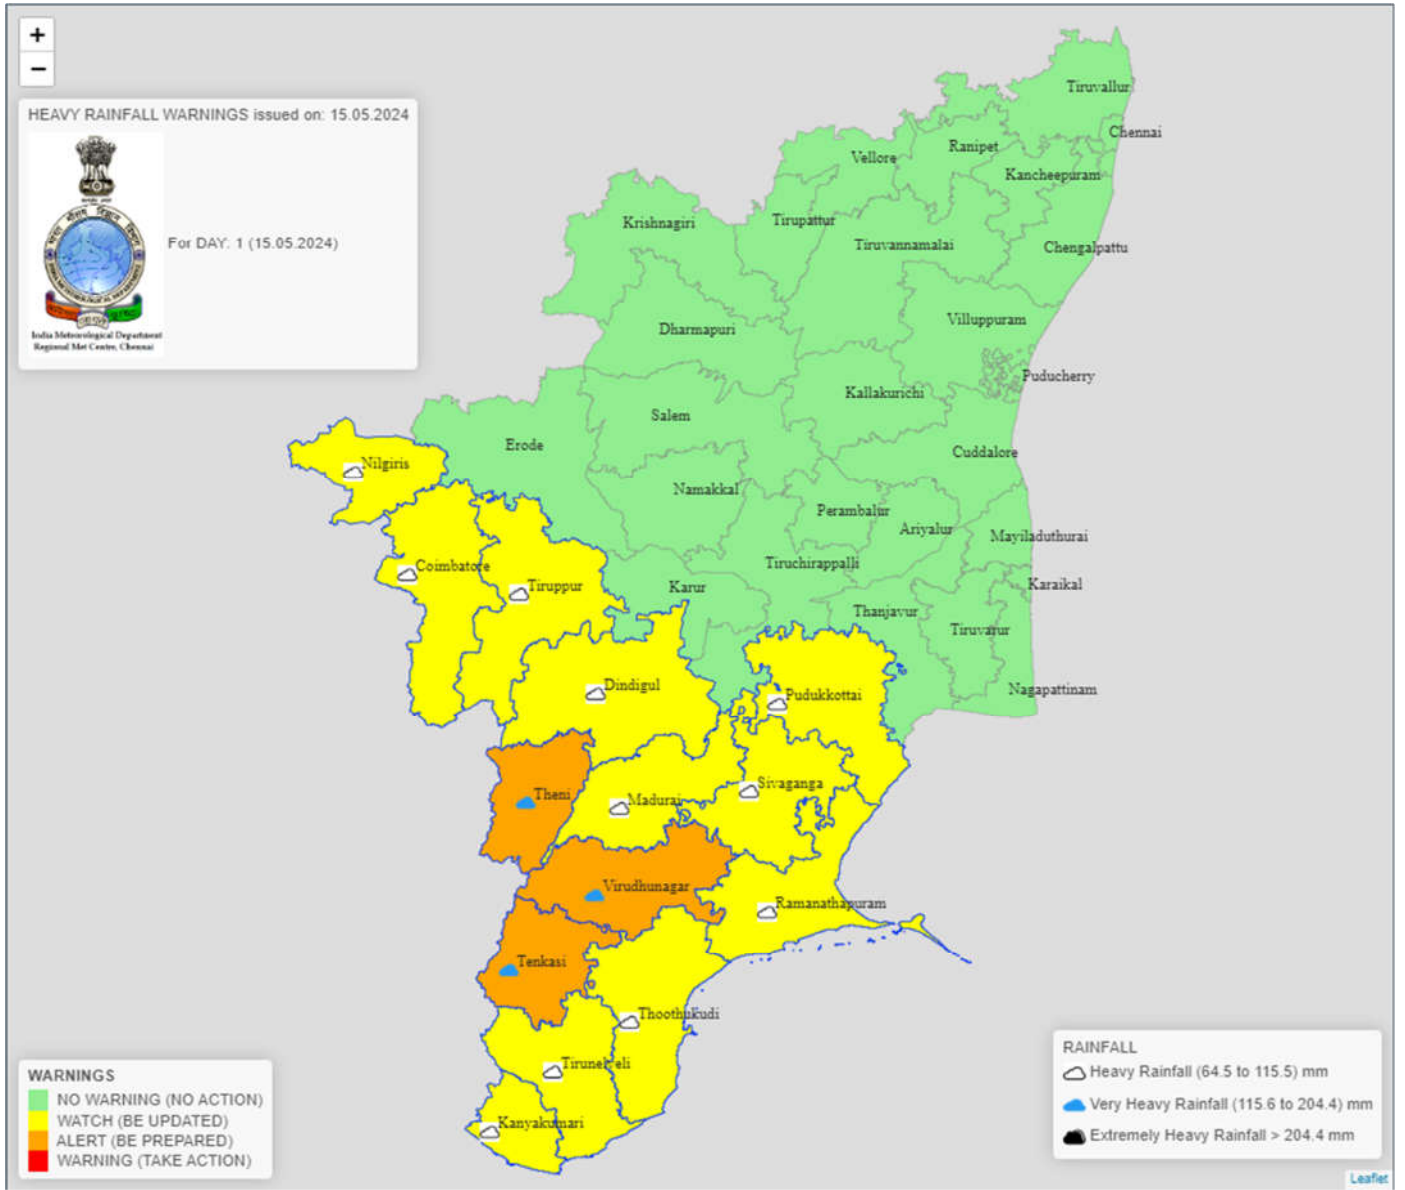 +
−
HEAVY RAINFALL WARNINGS issued on: 15.05.2024
India Meteorological Department
Regional Met Centre, Chennai
For DAY: 1 (15.05.2024)
Tiruvallur
Chennai
Ranipet
Vellore
Kancheepuram
Krishnagiri
Tirupattur
Tiruvannamalai
Chengalpattu
Villuppuram
Dharmapuri
Puducherry
Kallakurichi
Salem
Erode
Cuddalore
Nilgiris
Namakkal
Perambalur
Ariyalur
Mayiladuthurai
Coimbatore
Tiruchirappalli
Tiruppur
Karur
Karaikal
Thanjavur
Tiruvarur
Dindigul
Pudukkottai
Nagapattinam
Theni
Madurai
Sivaganga
Virudhunagar
Ramanathapuram
Tenkasi
Thoothukudi
Tirunelveli
Kanyakumari
WARNINGS
NO WARNING (NO ACTION)
WATCH (BE UPDATED)
ALERT (BE PREPARED)
WARNING (TAKE ACTION)
RAINFALL
Heavy Rainfall (64.5 to 115.5) mm
Very Heavy Rainfall (115.6 to 204.4) mm
Extremely Heavy Rainfall > 204.4 mm
Leaflet